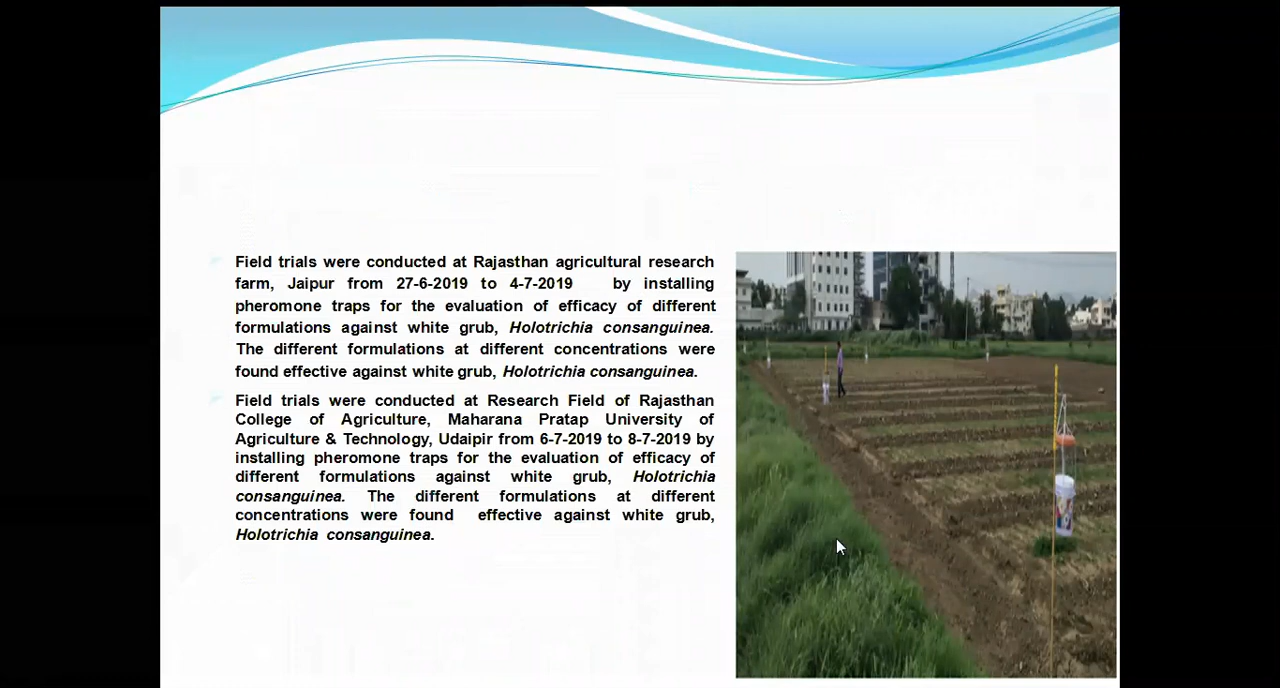 Field trials were conducted at Rajasthan agricultural research
farm, Jaipur from 27-6-2019 to 4-7-2019 by installing
pheromone traps for the evaluation of efficacy of different
formulations against white grub, Holotrichia consanguinea.
The different formulations at different concentrations were
found effective against white grub, Holotrichia consanguinea.
Field trials were conducted at Research Field of Rajasthan
College of Agriculture, Maharana Pratap University of
Agriculture & Technology, Udaipir from 6-7-2019 to 8-7-2019 by
installing pheromone traps for the evaluation of efficacy of
different formulations against white grub, Holotrichia
consanguinea. The different formulations at different
concentrations were found effective against white grub,
Holotrichia consanguinea.